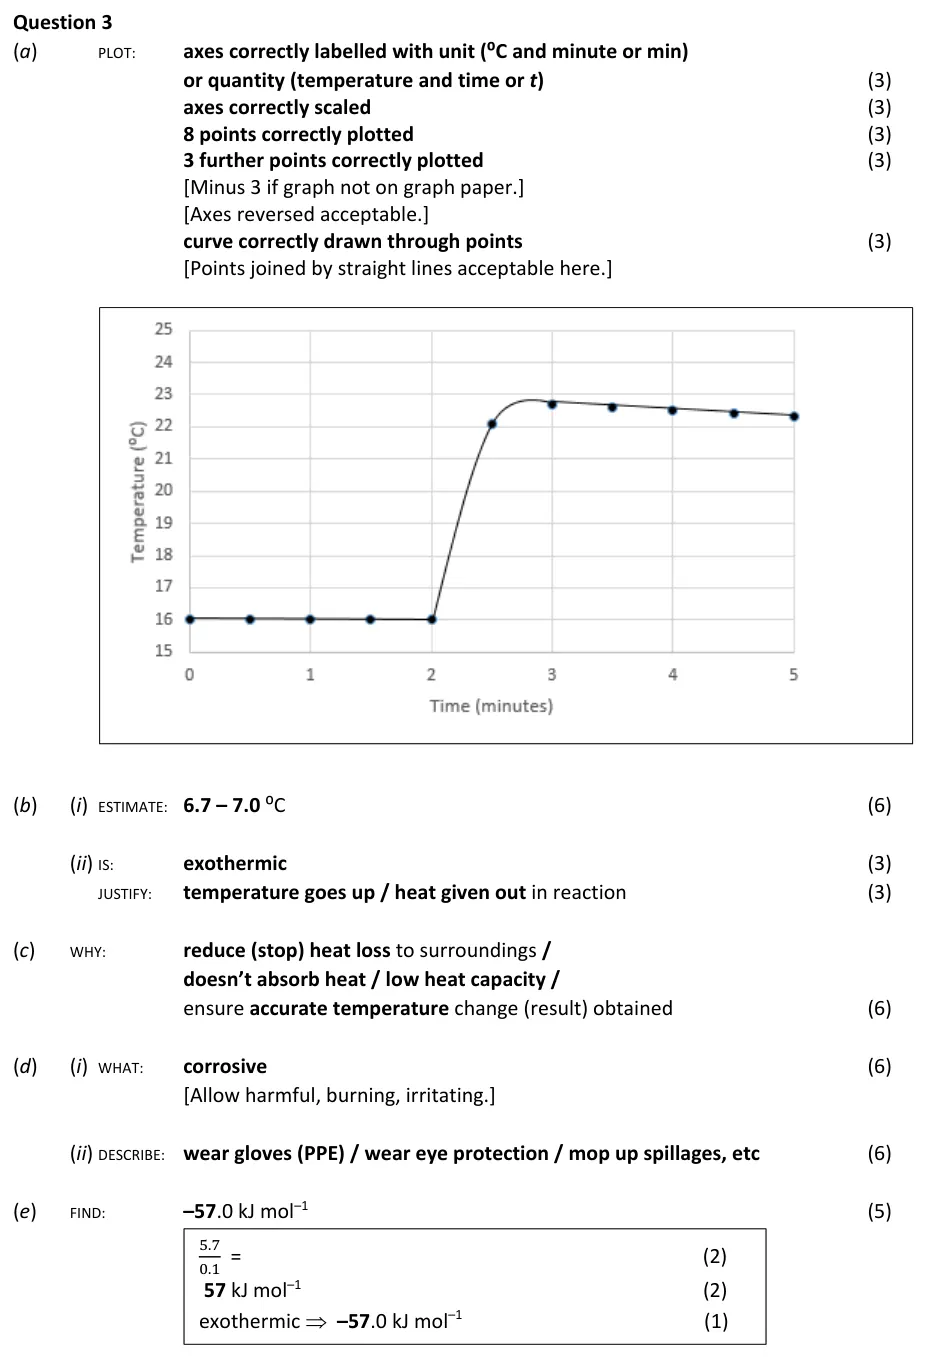 Question 3
(a) PLOT: axes correctly labelled with unit (⁰C and minute or min)
or quantity (temperature and time or t) (3)
axes correctly scaled (3)
8 points correctly plotted (3)
3 further points correctly plotted (3)
[Minus 3 if graph not on graph paper.]
[Axes reversed acceptable.]
curve correctly drawn through points (3)
[Points joined by straight lines acceptable here.]
Temperature (⁰C)
25
24
23
22
21
20
19
18
17
16
15
0 1 2 3 4 5
Time (minutes)
(b) (i) ESTIMATE: 6.7 – 7.0 ⁰C (6)
(ii) IS: exothermic (3)
JUSTIFY: temperature goes up / heat given out in reaction (3)
(c) WHY: reduce (stop) heat loss to surroundings /
doesn’t absorb heat / low heat capacity /
ensure accurate temperature change (result) obtained (6)
(d) (i) WHAT: corrosive (6)
[Allow harmful, burning, irritating.]
(ii) DESCRIBE: wear gloves (PPE) / wear eye protection / mop up spillages, etc (6)
(e) FIND: –57.0 kJ mol⁻¹ (5)
5.7/0.1 = (2)
57 kJ mol⁻¹ (2)
exothermic ⇒ –57.0 kJ mol⁻¹ (1)